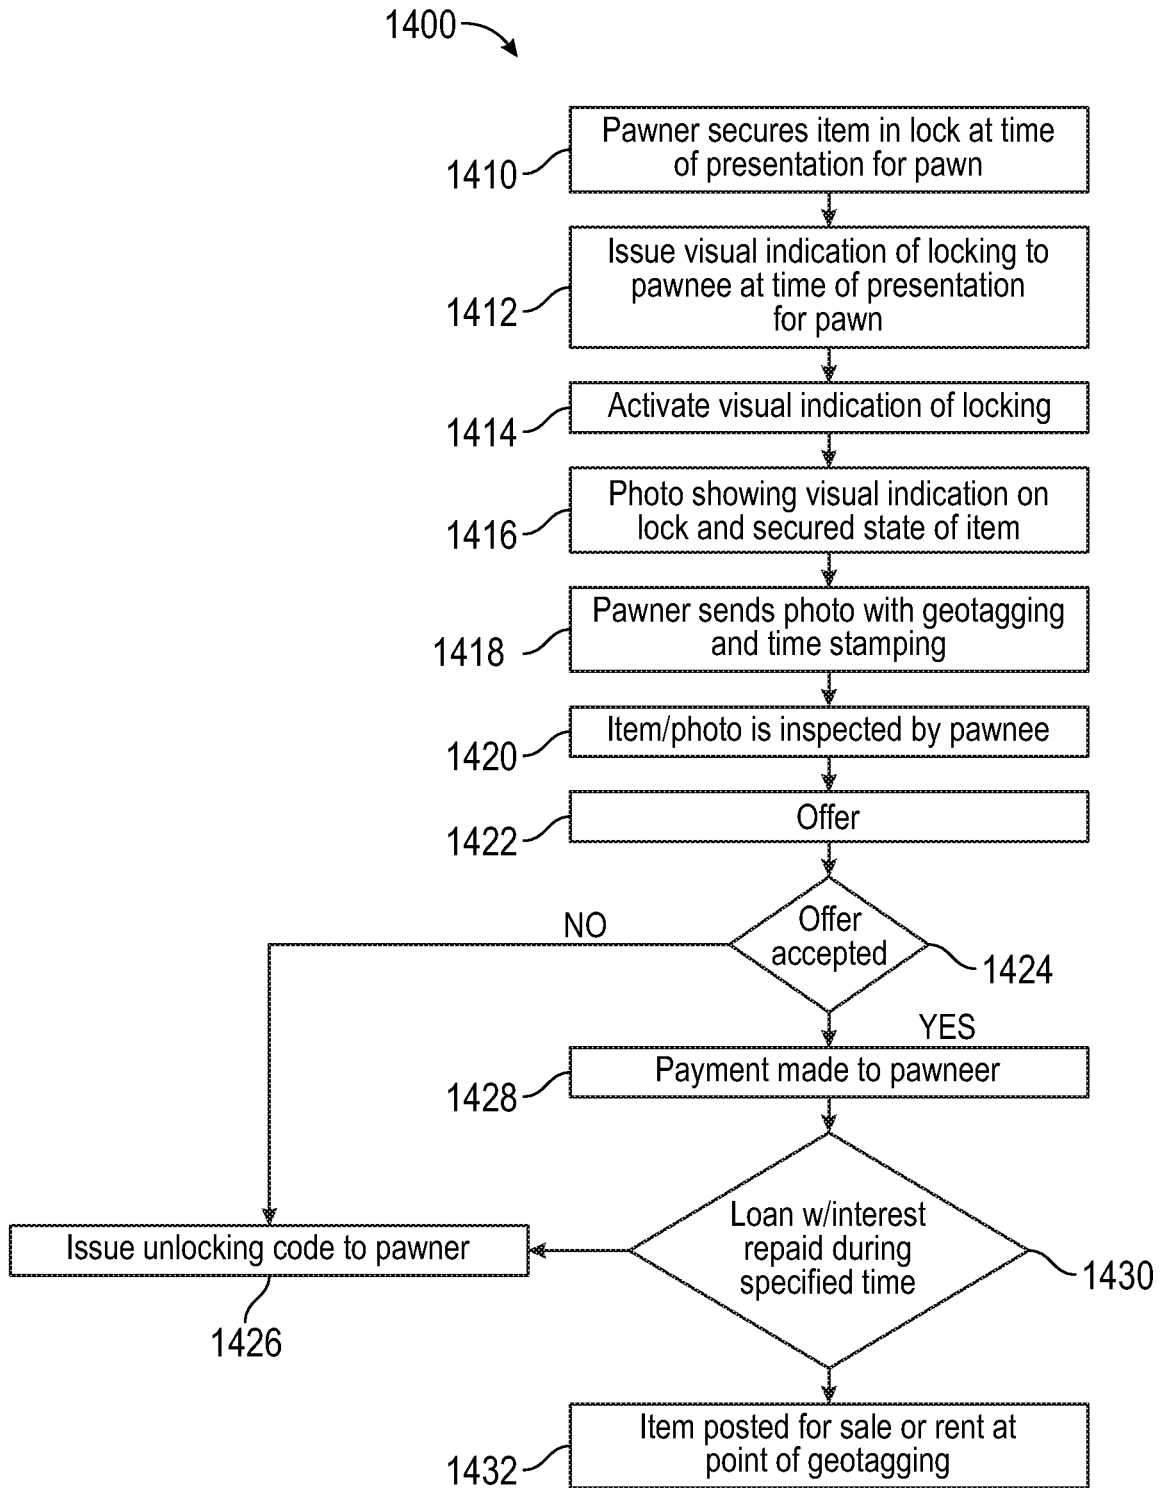 1400
Pawner secures item in lock at time
of presentation for pawn
1410
Issue visual indication of locking to
pawnee at time of presentation
for pawn
1412
Activate visual indication of locking
1414
Photo showing visual indication on
lock and secured state of item
1416
Pawner sends photo with geotagging
and time stamping
1418
Item/photo is inspected by pawnee
1420
Offer
1422
Offer
accepted
NO
1424
YES
Payment made to pawneer
1428
Loan w/interest
repaid during
specified time
1430
Issue unlocking code to pawner
1426
Item posted for sale or rent at
point of geotagging
1432